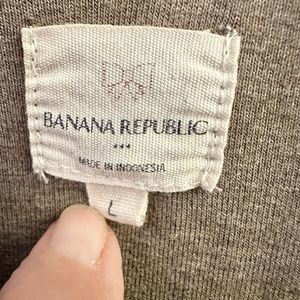 BANANA REPUBLIC
***
MADE IN INDONESIA
L